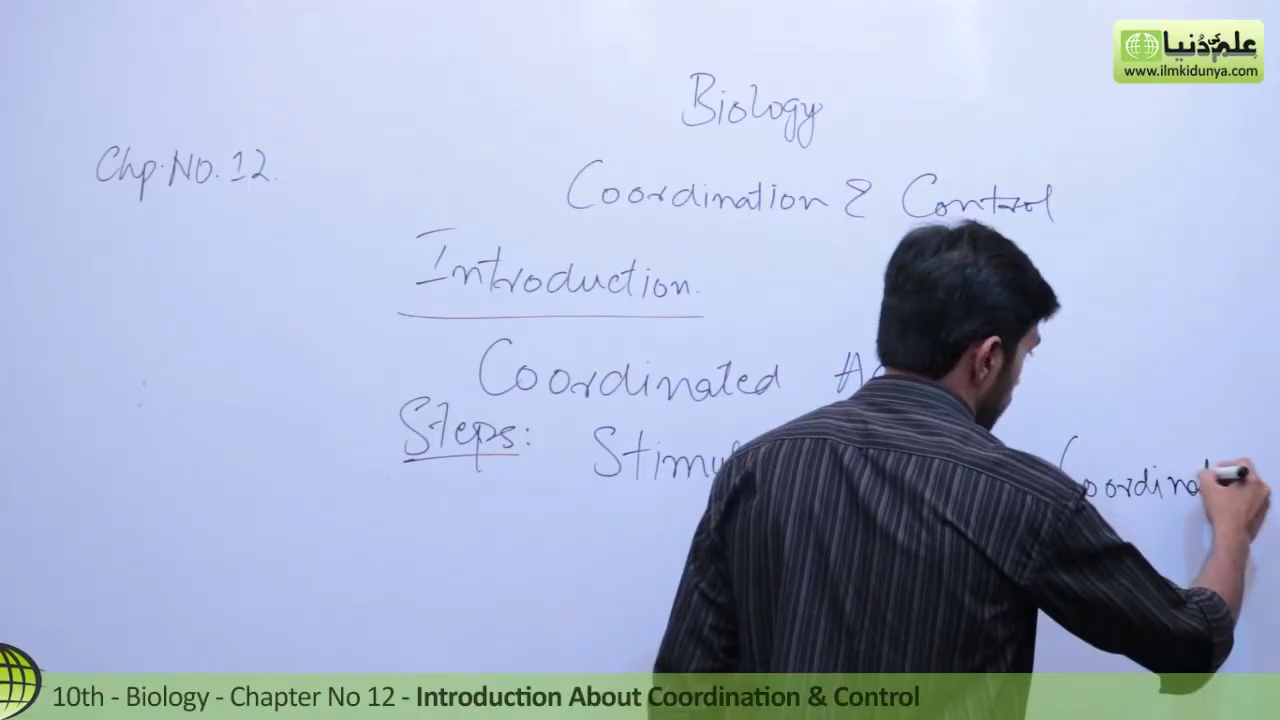 علم کی دُنیا
www.ilmkidunya.com
Biology
Chp. No. 12.
Coordination & Control
Introduction.
Coordinated
Steps:
10th - Biology - Chapter No 12 - Introduction About Coordination & Control